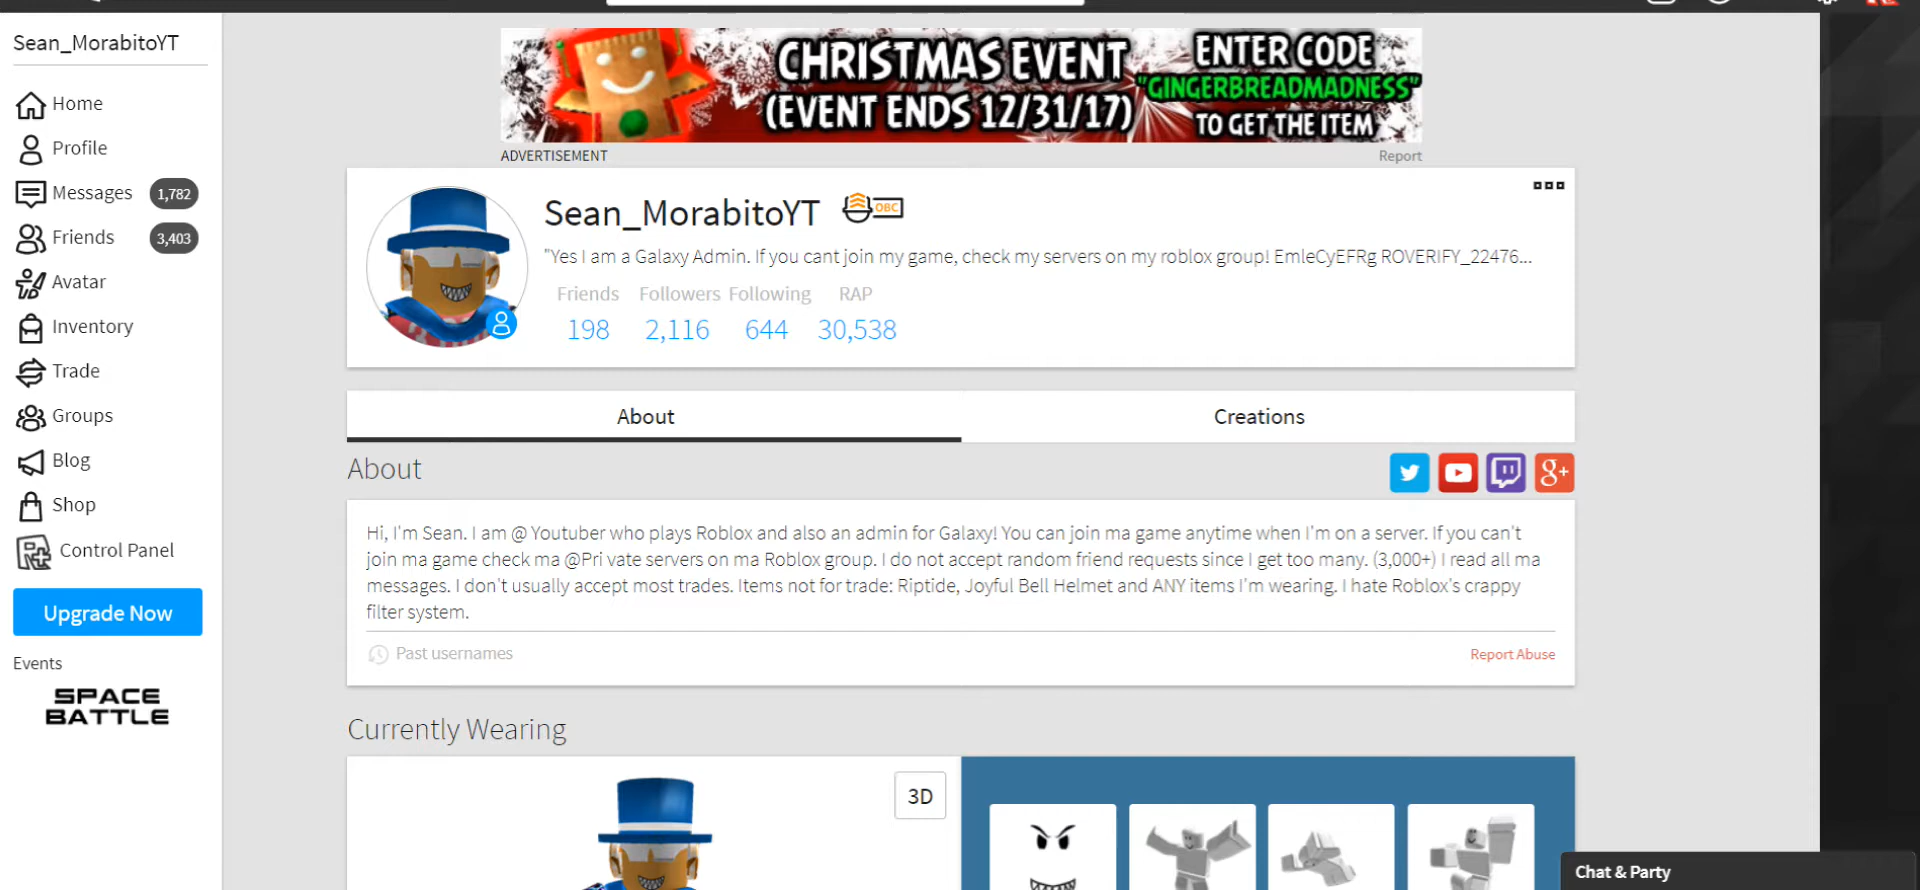 Sean_MorabitoYT
Home
Profile
Messages 1,782
Friends 3,403
Avatar
Inventory
Trade
Groups
Blog
Shop
Control Panel
Upgrade Now
Events
SPACE
BATTLE
CHRISTMAS EVENT
(EVENT ENDS 12/31/17)
ENTER CODE
"GINGERBREADMADNESS"
TO GET THE ITEM
ADVERTISEMENT
Report
Sean_MorabitoYT OBC
"Yes I am a Galaxy Admin. If you cant join my game, check my servers on my roblox group! EmleCyEFRg ROVERIFY_22476...
Friends Followers Following RAP
198 2,116 644 30,538
About Creations
About
g+
Hi, I'm Sean. I am @ Youtuber who plays Roblox and also an admin for Galaxy! You can join ma game anytime when I'm on a server. If you can't
join ma game check ma @Pri vate servers on ma Roblox group. I do not accept random friend requests since I get too many. (3,000+) I read all ma
messages. I don't usually accept most trades. Items not for trade: Riptide, Joyful Bell Helmet and ANY items I'm wearing. I hate Roblox's crappy
filter system.
Past usernames
Report Abuse
Currently Wearing
3D
Chat & Party